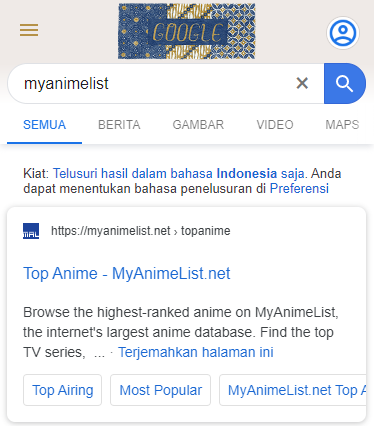 GOOGLE
myanimelist
SEMUA BERITA GAMBAR VIDEO MAPS
Kiat: Telusuri hasil dalam bahasa Indonesia saja. Anda
dapat menentukan bahasa penelusuran di Preferensi
MAL https://myanimelist.net › topanime
Top Anime - MyAnimeList.net
Browse the highest-ranked anime on MyAnimeList,
the internet's largest anime database. Find the top
TV series, ... · Terjemahkan halaman ini
Top Airing Most Popular MyAnimeList.net Top A